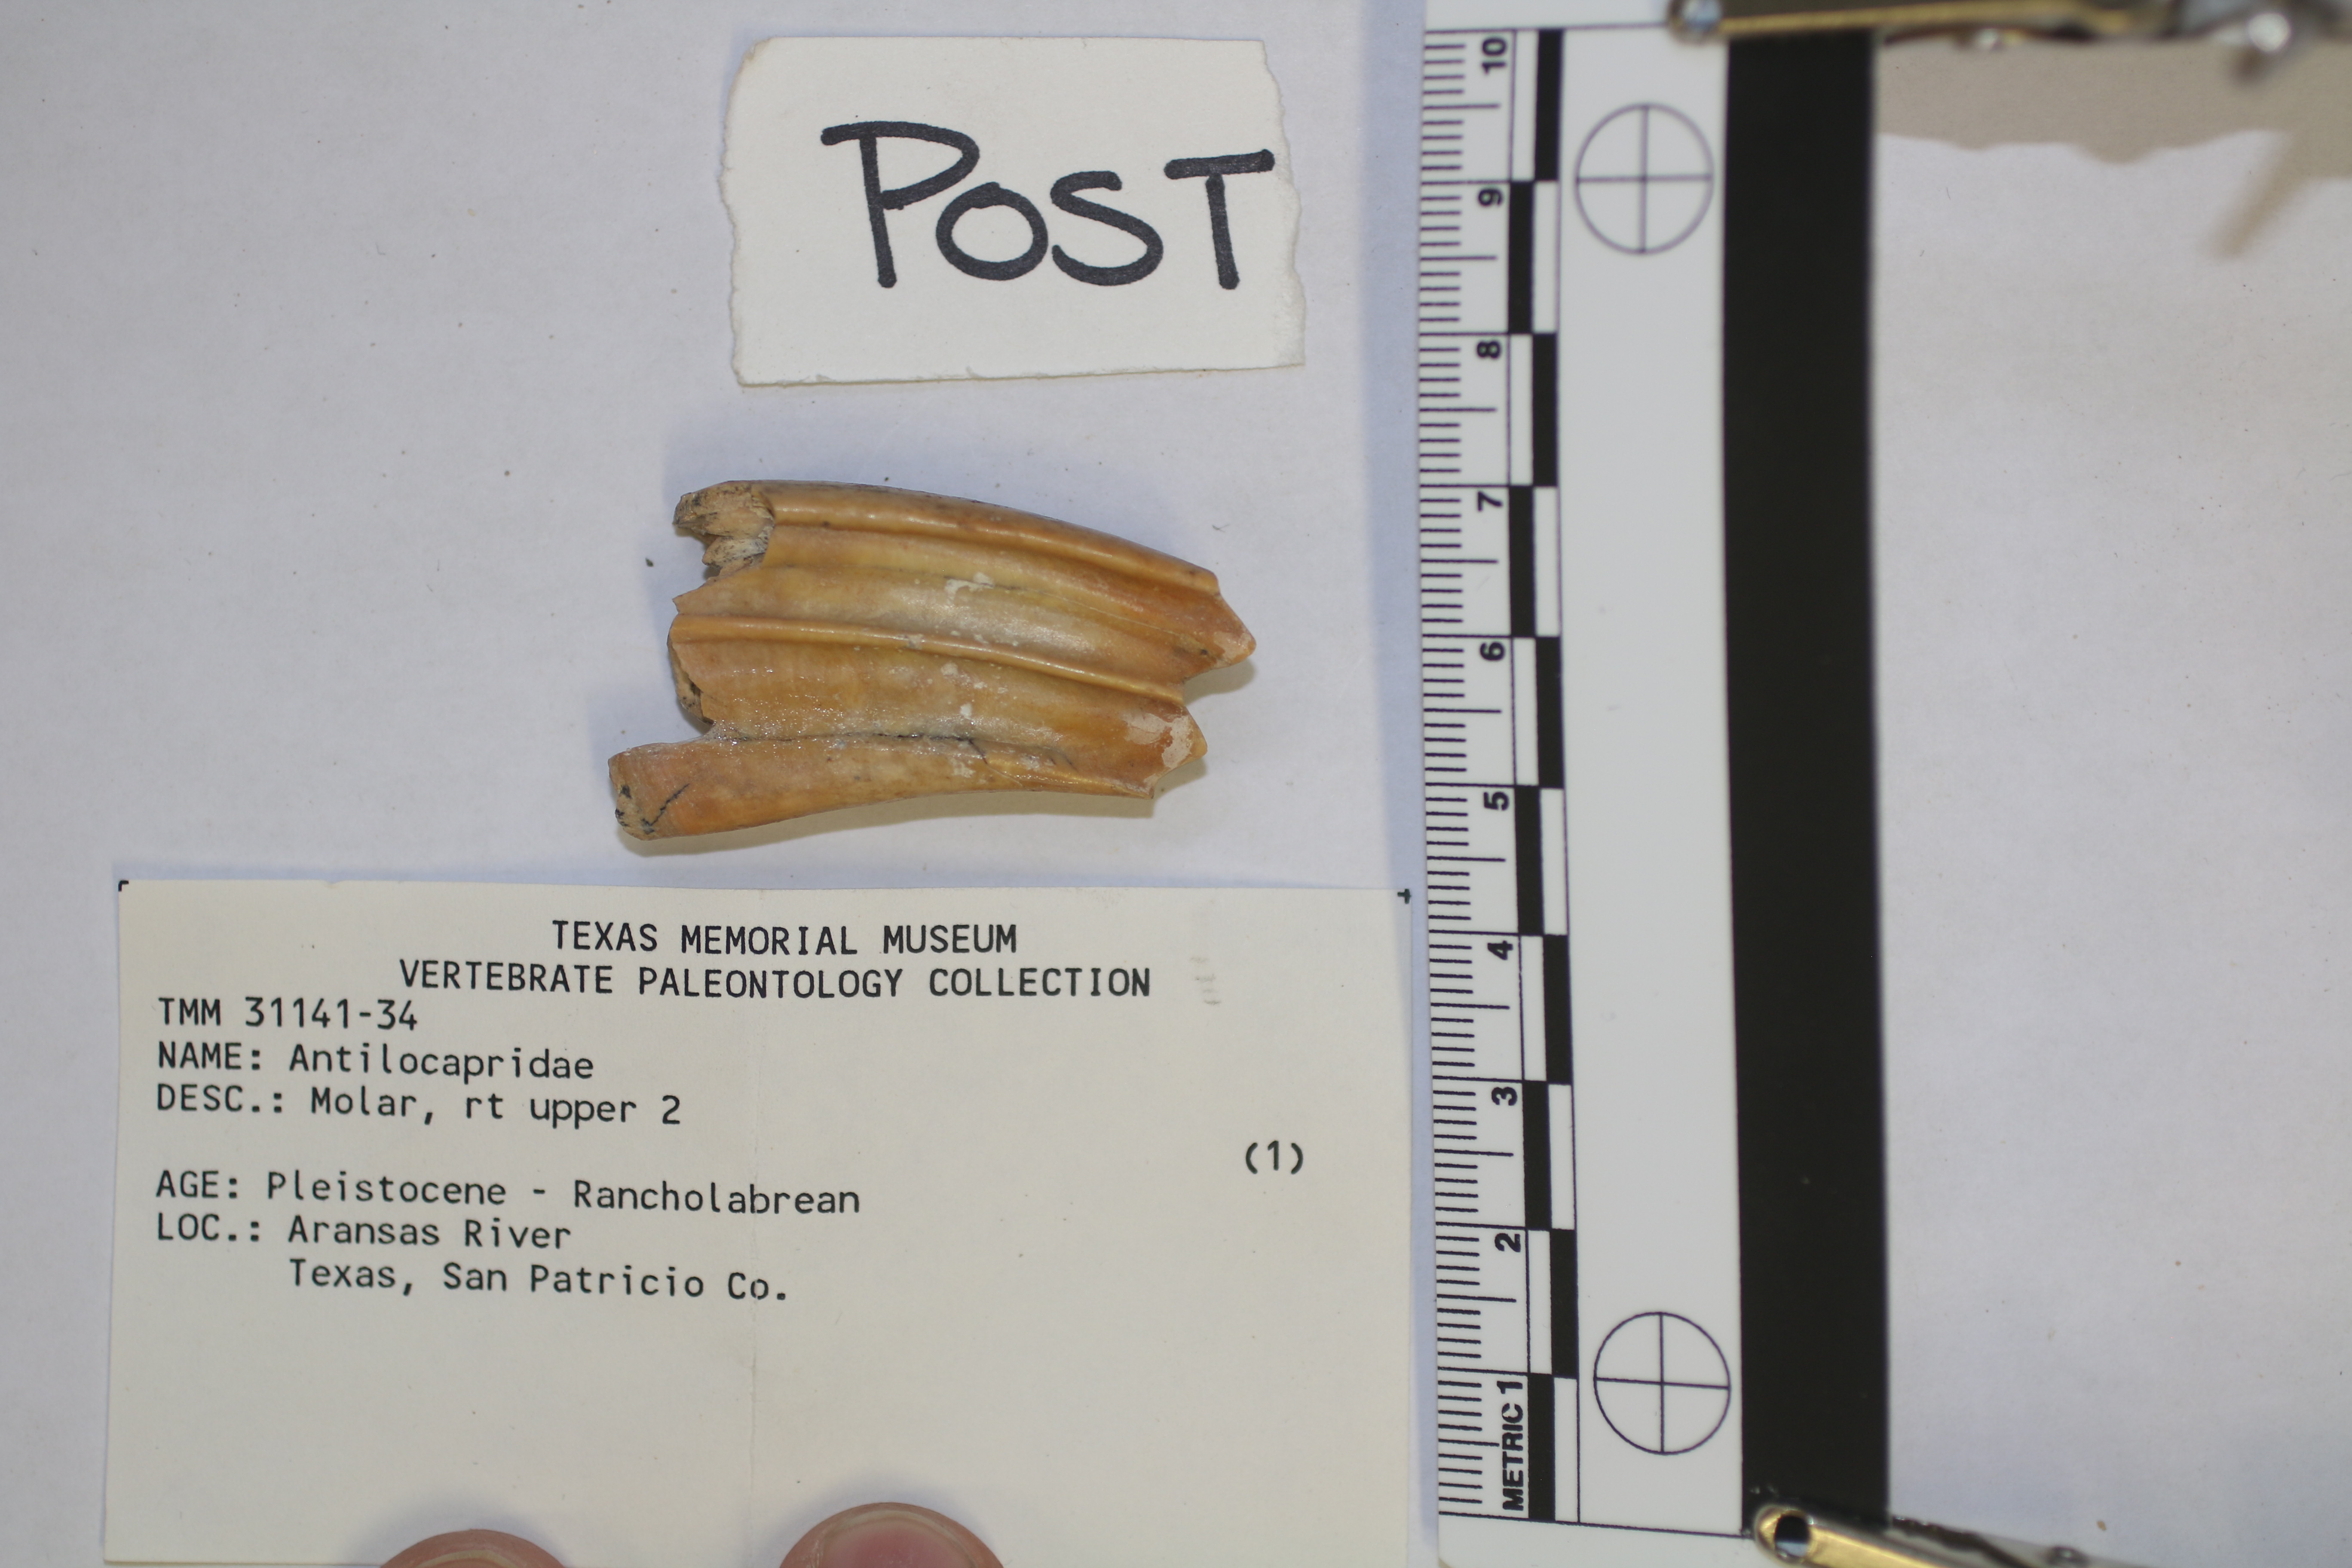 POST
10
9
8
7
6
5
4
3
2
METRIC 1
TEXAS MEMORIAL MUSEUM
VERTEBRATE PALEONTOLOGY COLLECTION
TMM 31141-34
NAME: Antilocapridae
DESC.: Molar, rt upper 2
(1)
AGE: Pleistocene - Rancholabrean
LOC.: Aransas River
Texas, San Patricio Co.